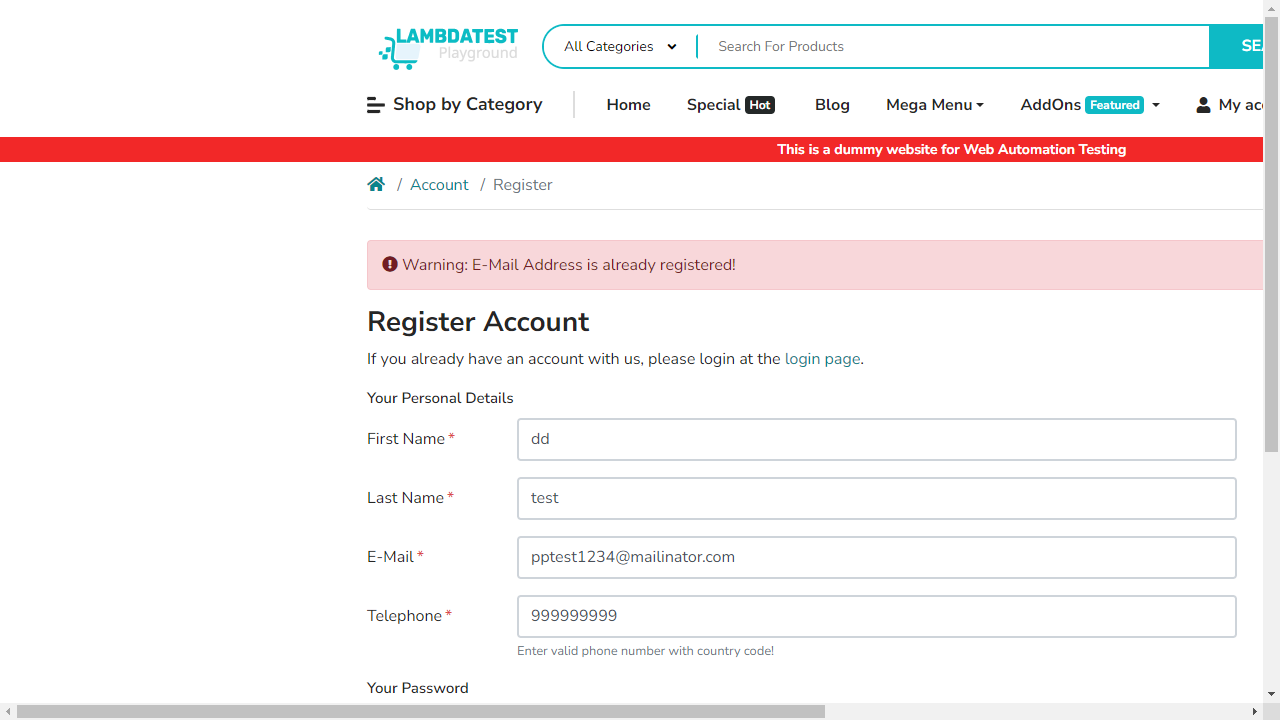 LAMBDATEST
Playground
All Categories
Search For Products
Shop by Category
Home
Special Hot
Blog
Mega Menu
AddOns Featured
This is a dummy website for Web Automation Testing
/ Account / Register
Warning: E-Mail Address is already registered!
Register Account
If you already have an account with us, please login at the login page.
Your Personal Details
First Name * dd
Last Name * test
E-Mail * pptest1234@mailinator.com
Telephone * 999999999
Enter valid phone number with country code!
Your Password